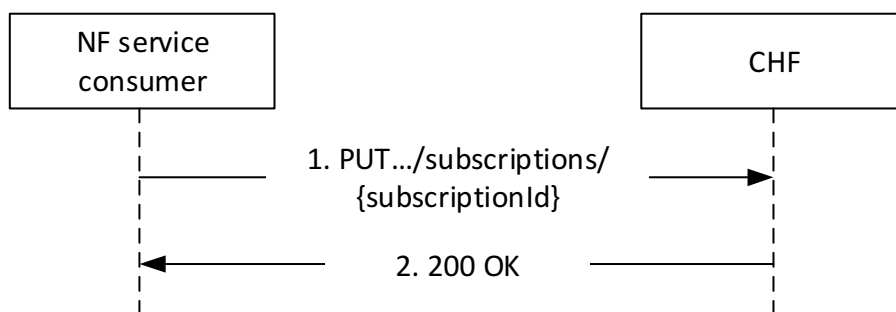 NF service
consumer
CHF
1. PUT.../subscriptions/
{subscriptionId}
2. 200 OK